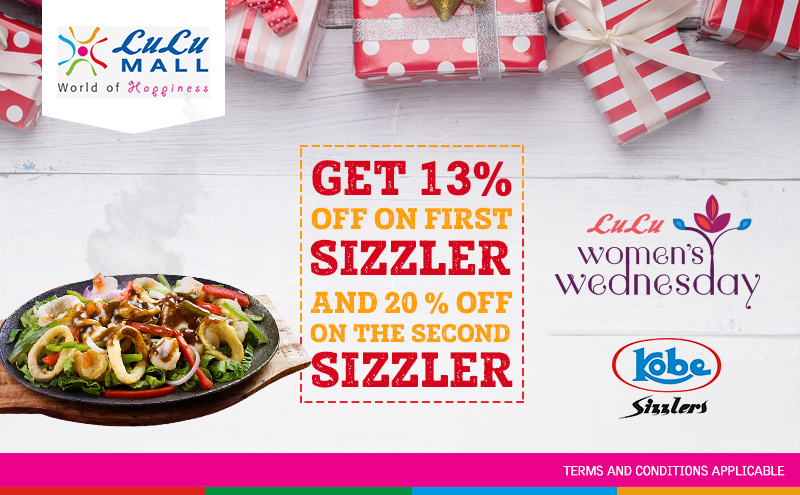 LuLu
MALL
World of Happiness
GET 13%
OFF ON FIRST
SIZZLER
AND 20 % OFF
ON THE SECOND
SIZZLER
LuLu
women's
wednesday
Kobe
Sizzlers
TERMS AND CONDITIONS APPLICABLE